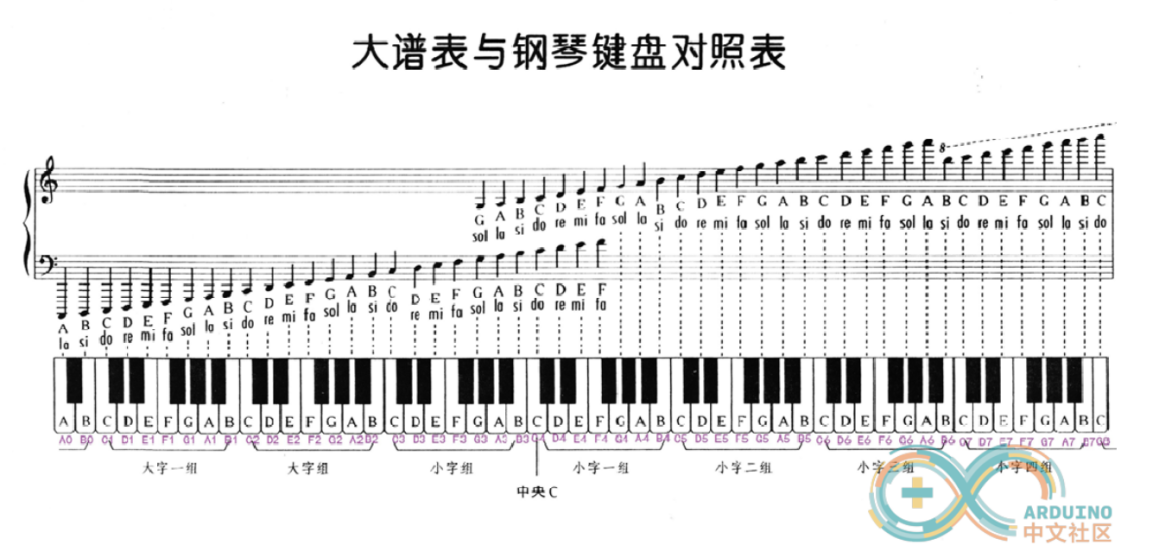 大谱表与钢琴键盘对照表
8
G A B C D E F G A B C D E F G A B C D E F G A B C D E F G A B C
sol la si do re mi fa sol la si do re mi fa sol la si do re mi fa sol la si do re mi fa sol la si do
A B C D E F G A B C D E F G A B C D E F G A B C D E F
la si do re mi fa sol la si do re mi fa sol la si do re mi fa sol la si do re mi fa
A B C D E F G A B C D E F G A B C D E F G A B C D E F G A B C D E F G A B C D E F G A B C D E F G A B C
A0 B0 C1 D1 E1 F1 G1 A1 B1 C2 D2 E2 F2 G2 A2 B2 C3 D3 E3 F3 G3 A3 B3 C4 D4 E4 F4 G4 A4 B4 C5 D5 E5 F5 G5 A5 B5 C6 D6 E6 F6 G6 A6 B6 C7 D7 E7 F7 G7 A7 B7 C8
大字一组 大字组 小字组 小字一组 小字二组 小字三组 小字四组
中央C
ARDUINO
中文社区